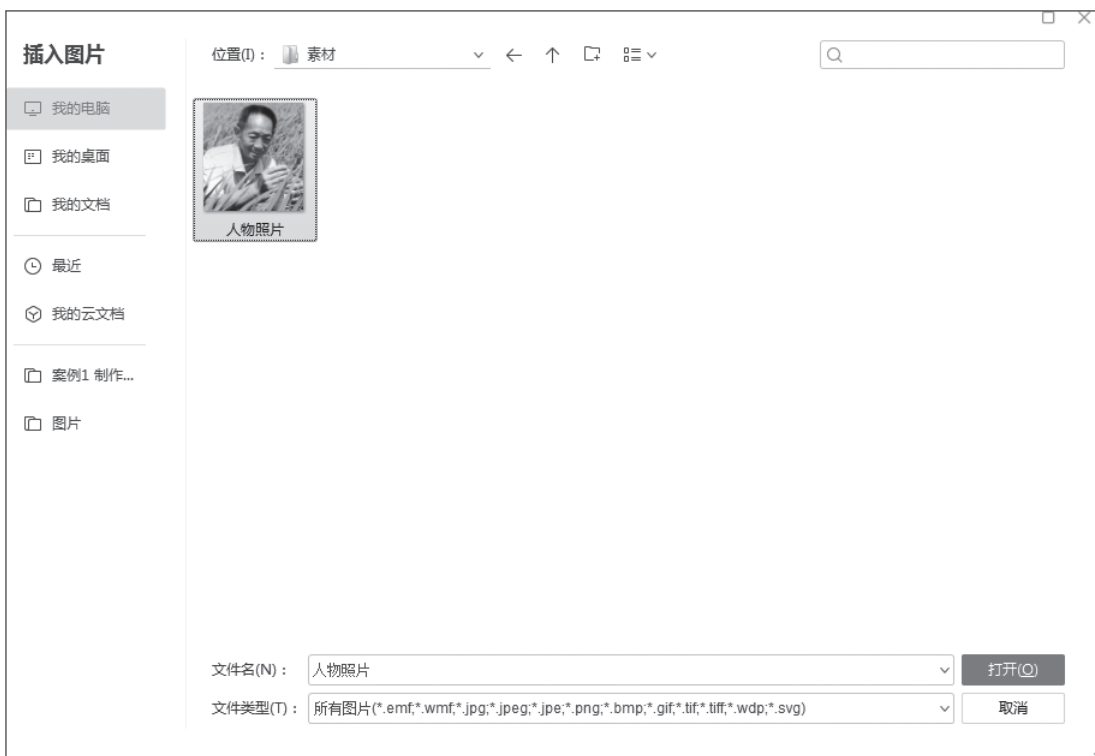 插入图片
位置(I)： 素材
我的电脑
我的桌面
我的文档
最近
我的云文档
案例1 制作...
图片
人物照片
文件名(N)： 人物照片 打开(O)
文件类型(T)： 所有图片(*.emf;*.wmf;*.jpg;*.jpeg;*.jpe;*.png;*.bmp;*.gif;*.tif;*.tiff;*.wdp;*.svg) 取消